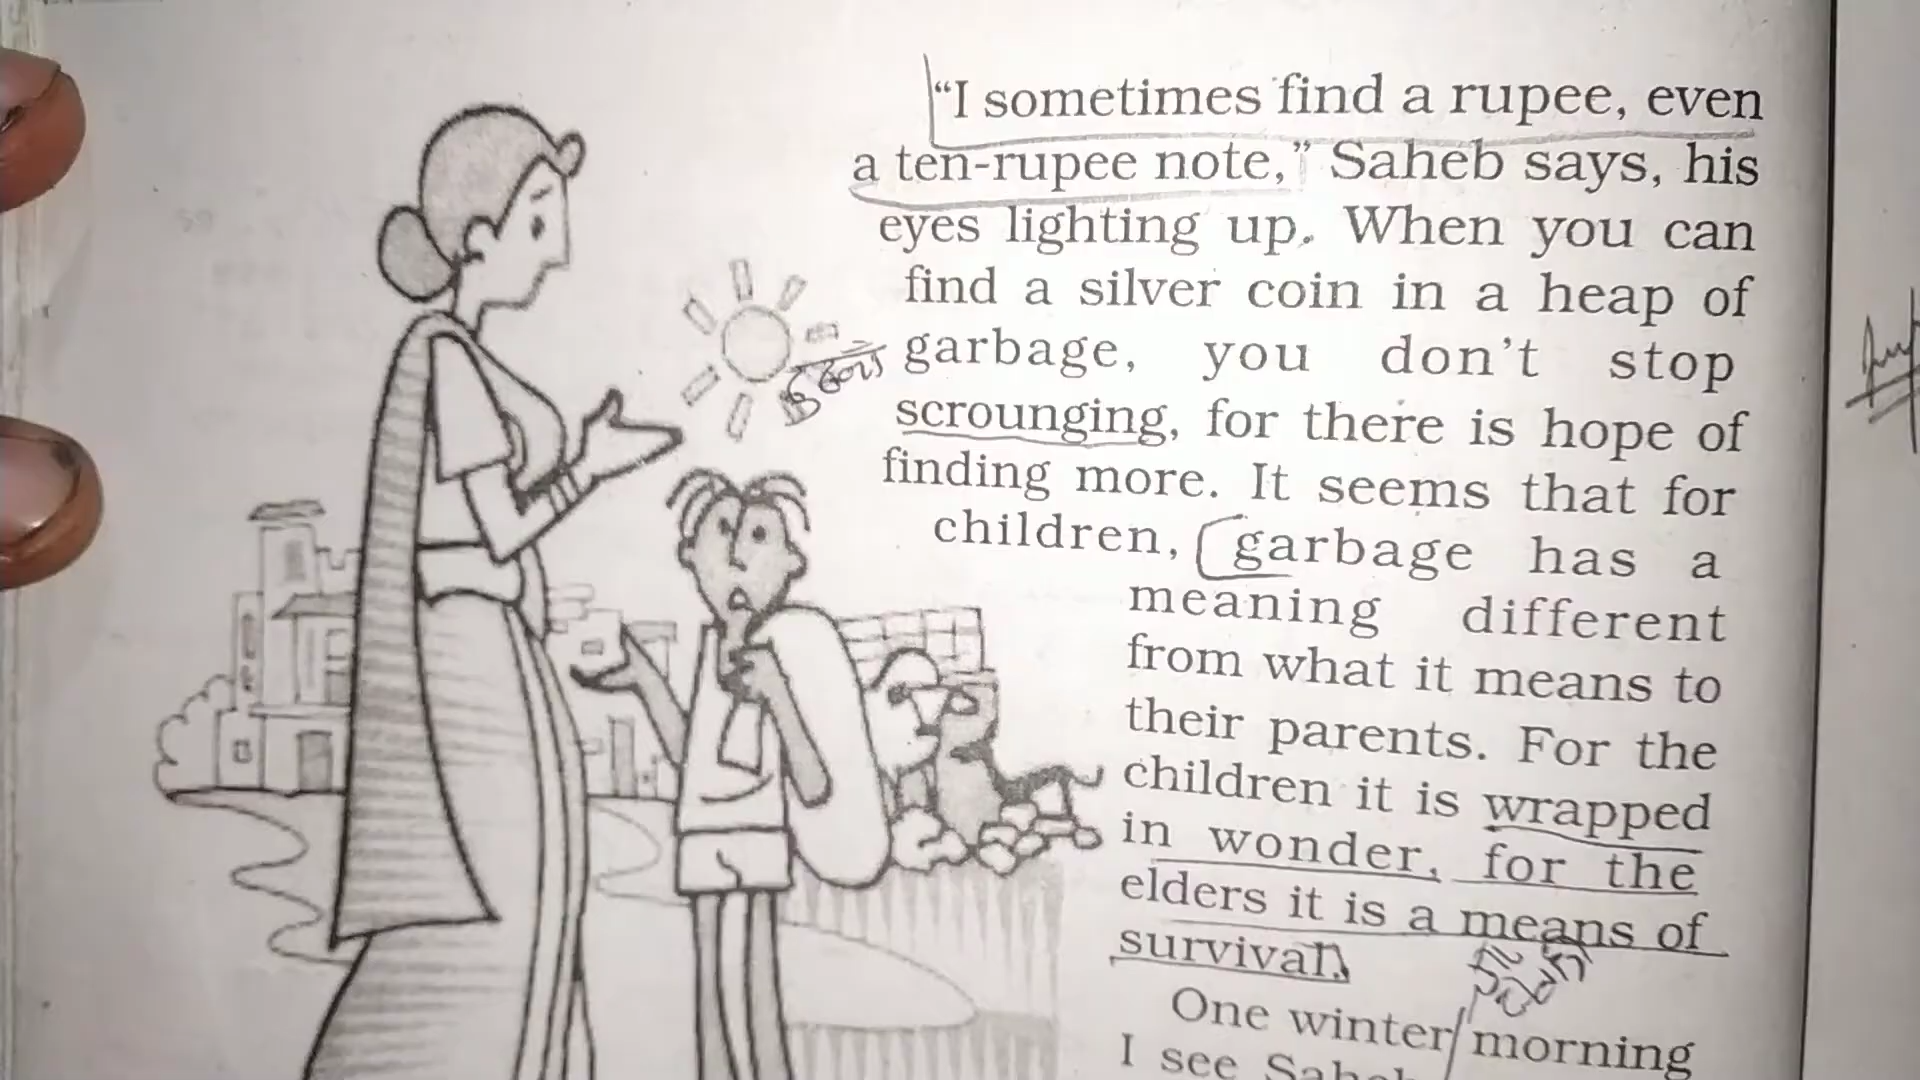 “I sometimes find a rupee, even
a ten-rupee note,” Saheb says, his
eyes lighting up. When you can
find a silver coin in a heap of
garbage, you don’t stop
scrounging, for there is hope of
finding more. It seems that for
children, garbage has a
meaning different
from what it means to
their parents. For the
children it is wrapped
in wonder, for the
elders it is a means of
survival.
One winter morning
I see Saheb